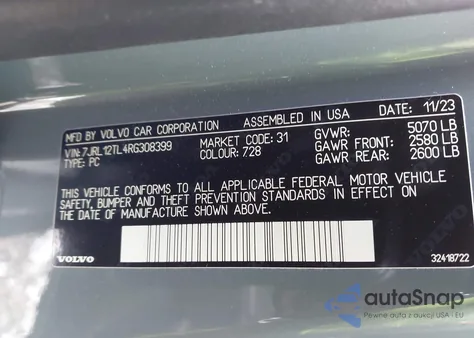 MFD BY VOLVO CAR CORPORATION ASSEMBLED IN USA DATE: 11/23
VIN: 7JRL12TL4RG308399 MARKET CODE: 31 GVWR: 5070 LB
TYPE: PC COLOUR: 728 GAWR FRONT: 2580 LB
GAWR REAR: 2600 LB
THIS VEHICLE CONFORMS TO ALL APPLICABLE FEDERAL MOTOR VEHICLE
SAFETY, BUMPER, AND THEFT PREVENTION STANDARDS IN EFFECT ON
THE DATE OF MANUFACTURE SHOWN ABOVE.
VOLVO 32418722
autoSnap
Pewne auta z ubezpieczeń USA i EU